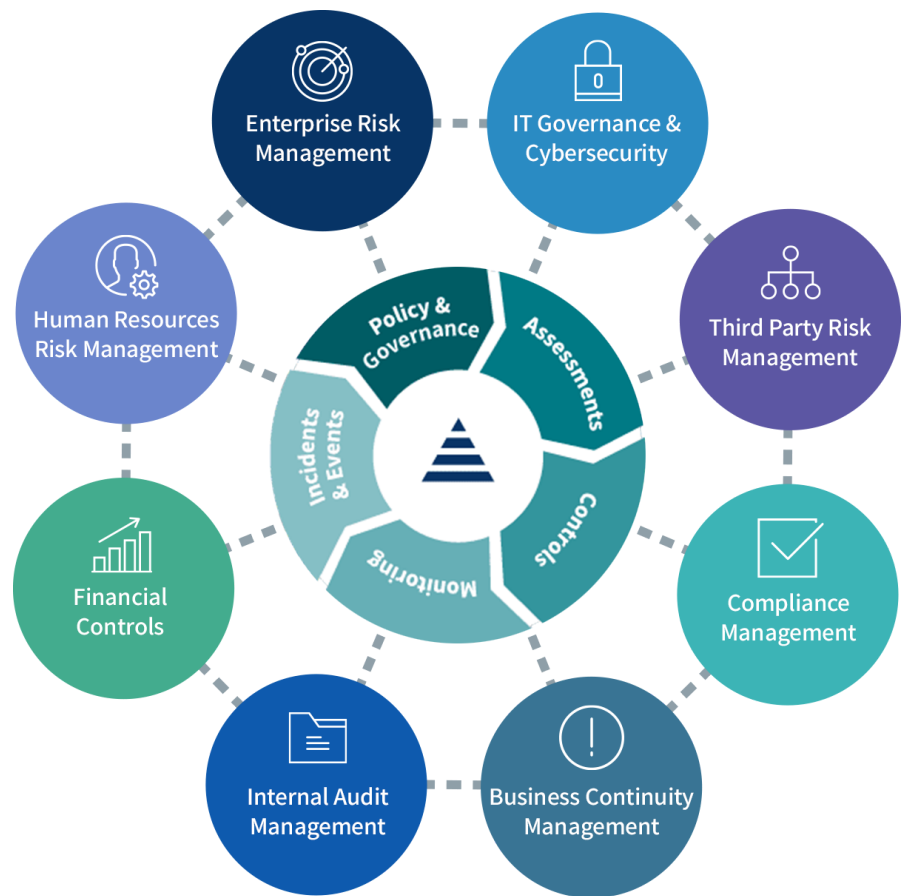 Enterprise Risk
Management
IT Governance &
Cybersecurity
Third Party Risk
Management
Compliance
Management
Business Continuity
Management
Internal Audit
Management
Financial
Controls
Human Resources
Risk Management
Policy &
Governance
Assessments
Controls
Monitoring
Incidents
& Events